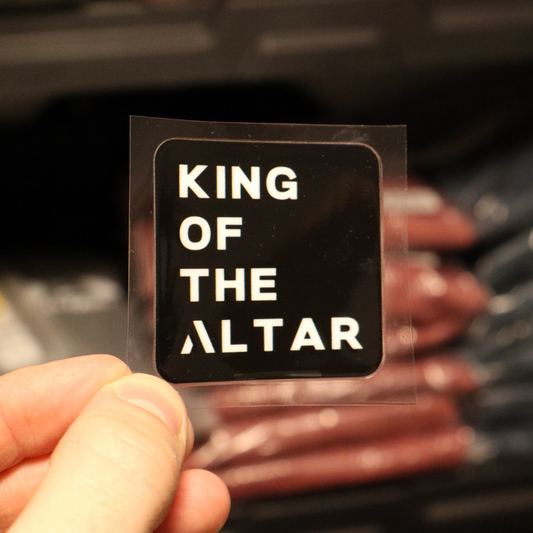 KING
OF
THE
ALTAR